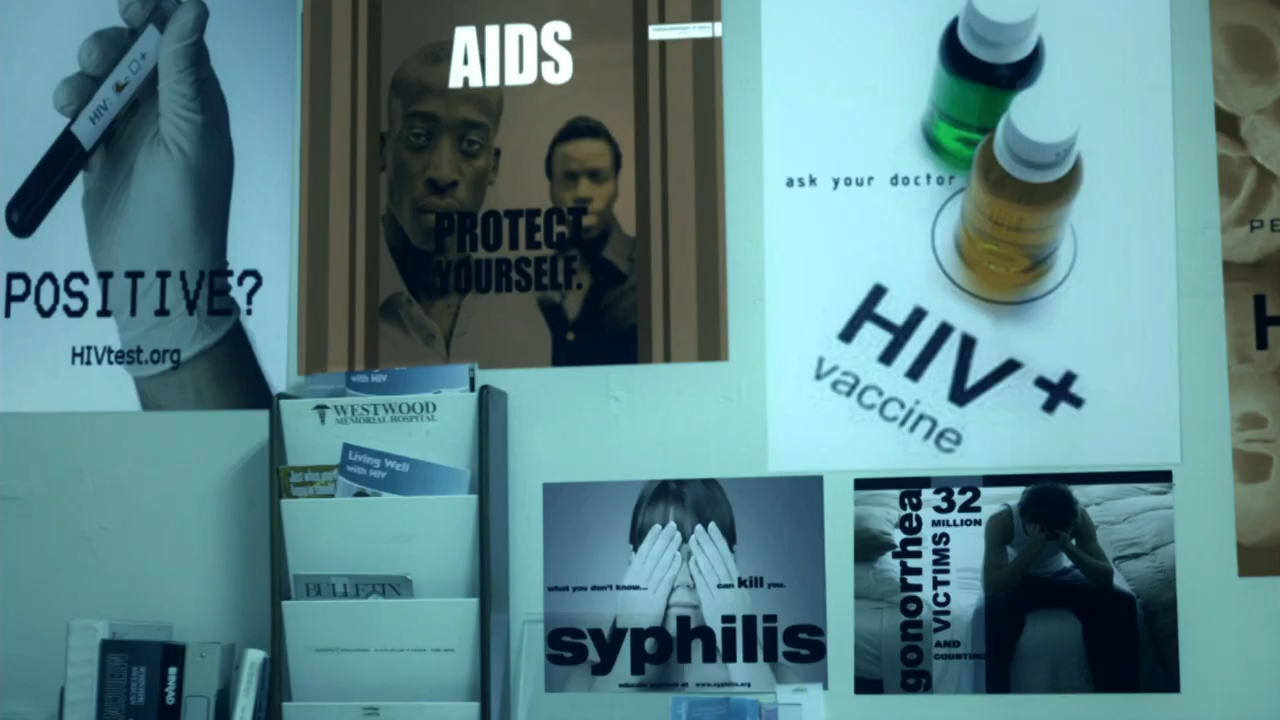 HIV:
POSITIVE?
HIVtest.org
AIDS
PROTECT
YOURSELF.
ask your doctor
HIV+
vaccine
PE
H
with HIV
WESTWOOD
MEMORIAL HOSPITAL
Living Well
with HIV
BULLETIN
what you don't know...
can kill you.
syphilis
www.syphilis.org
gonorrhea
32
MILLION
VICTIMS
AND
COUNTING